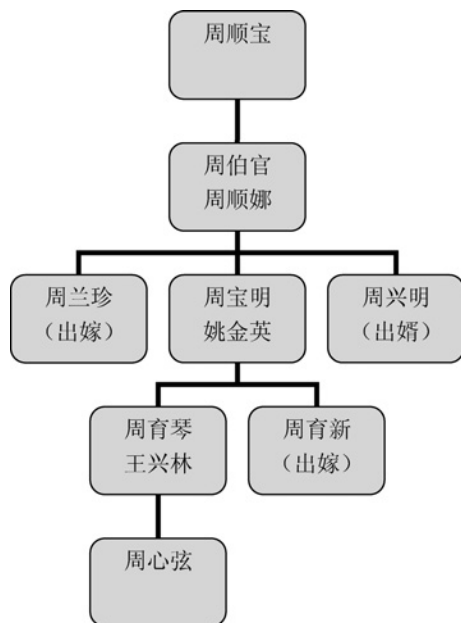 周顺宝
周伯官
周顺娜
周兰珍
（出嫁）
周宝明
姚金英
周兴明
（出婿）
周育琴
王兴林
周育新
（出嫁）
周心弦